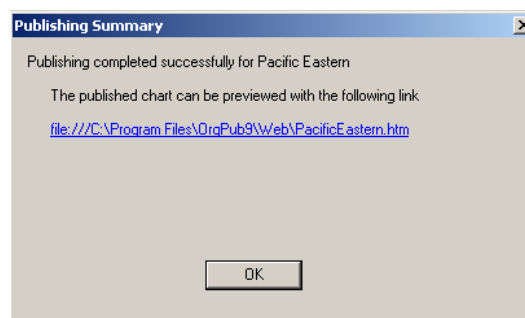 Publishing Summary
Publishing completed successfully for Pacific Eastern
The published chart can be previewed with the following link
file:///C:\Program Files\OrgPub9\Web\PacificEastern.htm
OK